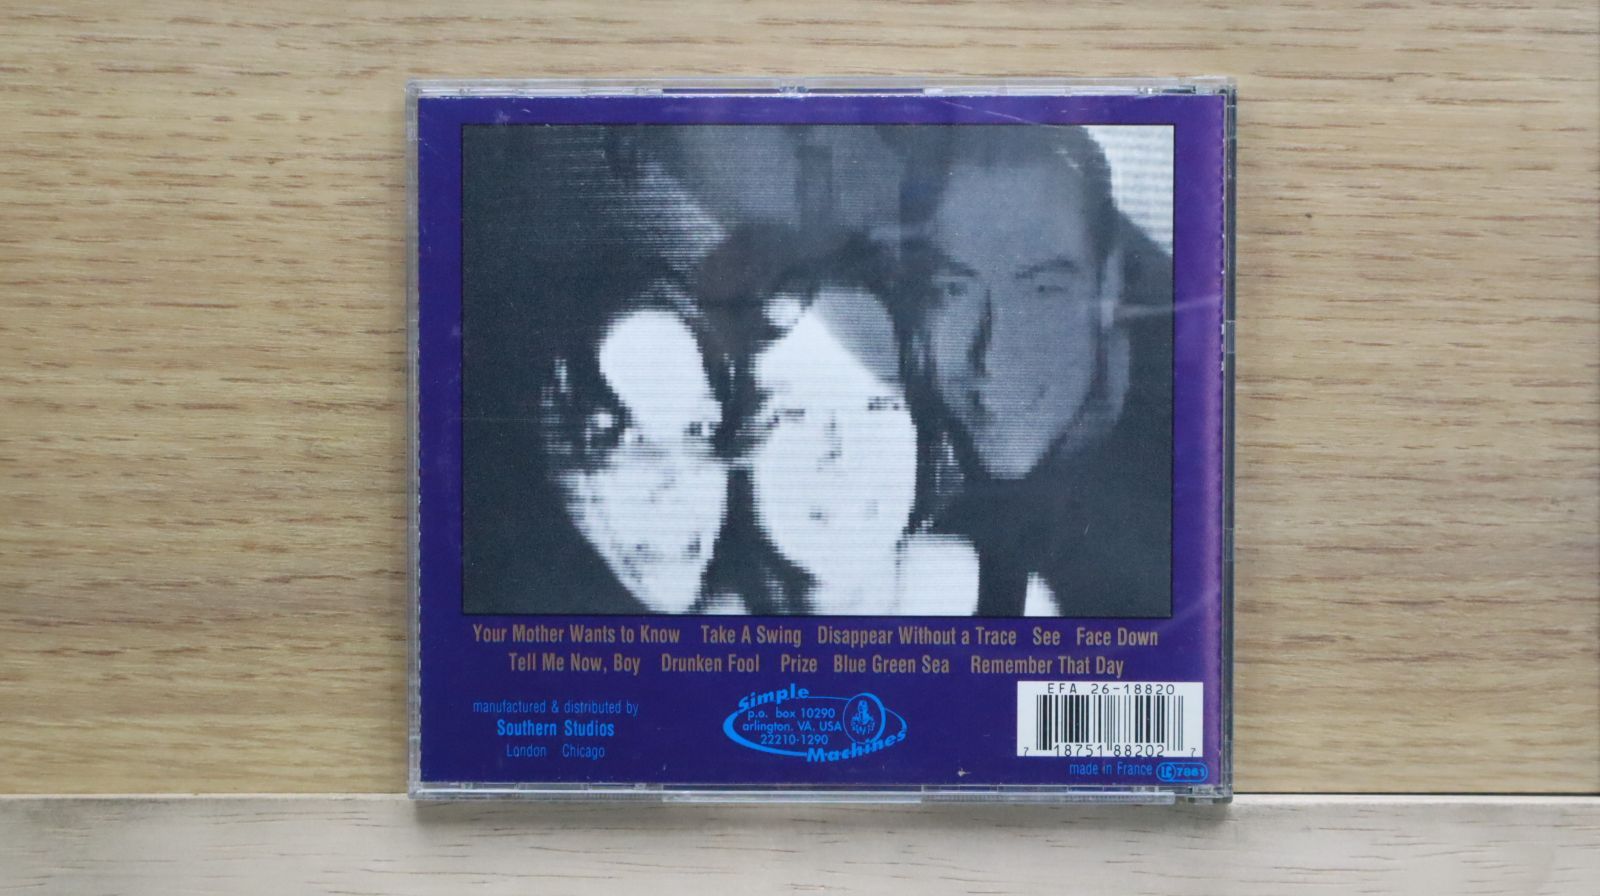 Your Mother Wants to Know Take A Swing Disappear Without a Trace See Face Down
Tell Me Now, Boy Drunken Fool Prize Blue Green Sea Remember That Day
manufactured & distributed by
Southern Studios
London Chicago
Simple
p.o. box 10290
arlington. VA. USA
22210-1290
Machines
EFA 26-18820
7 18751 88202 7
made in France LC 7861